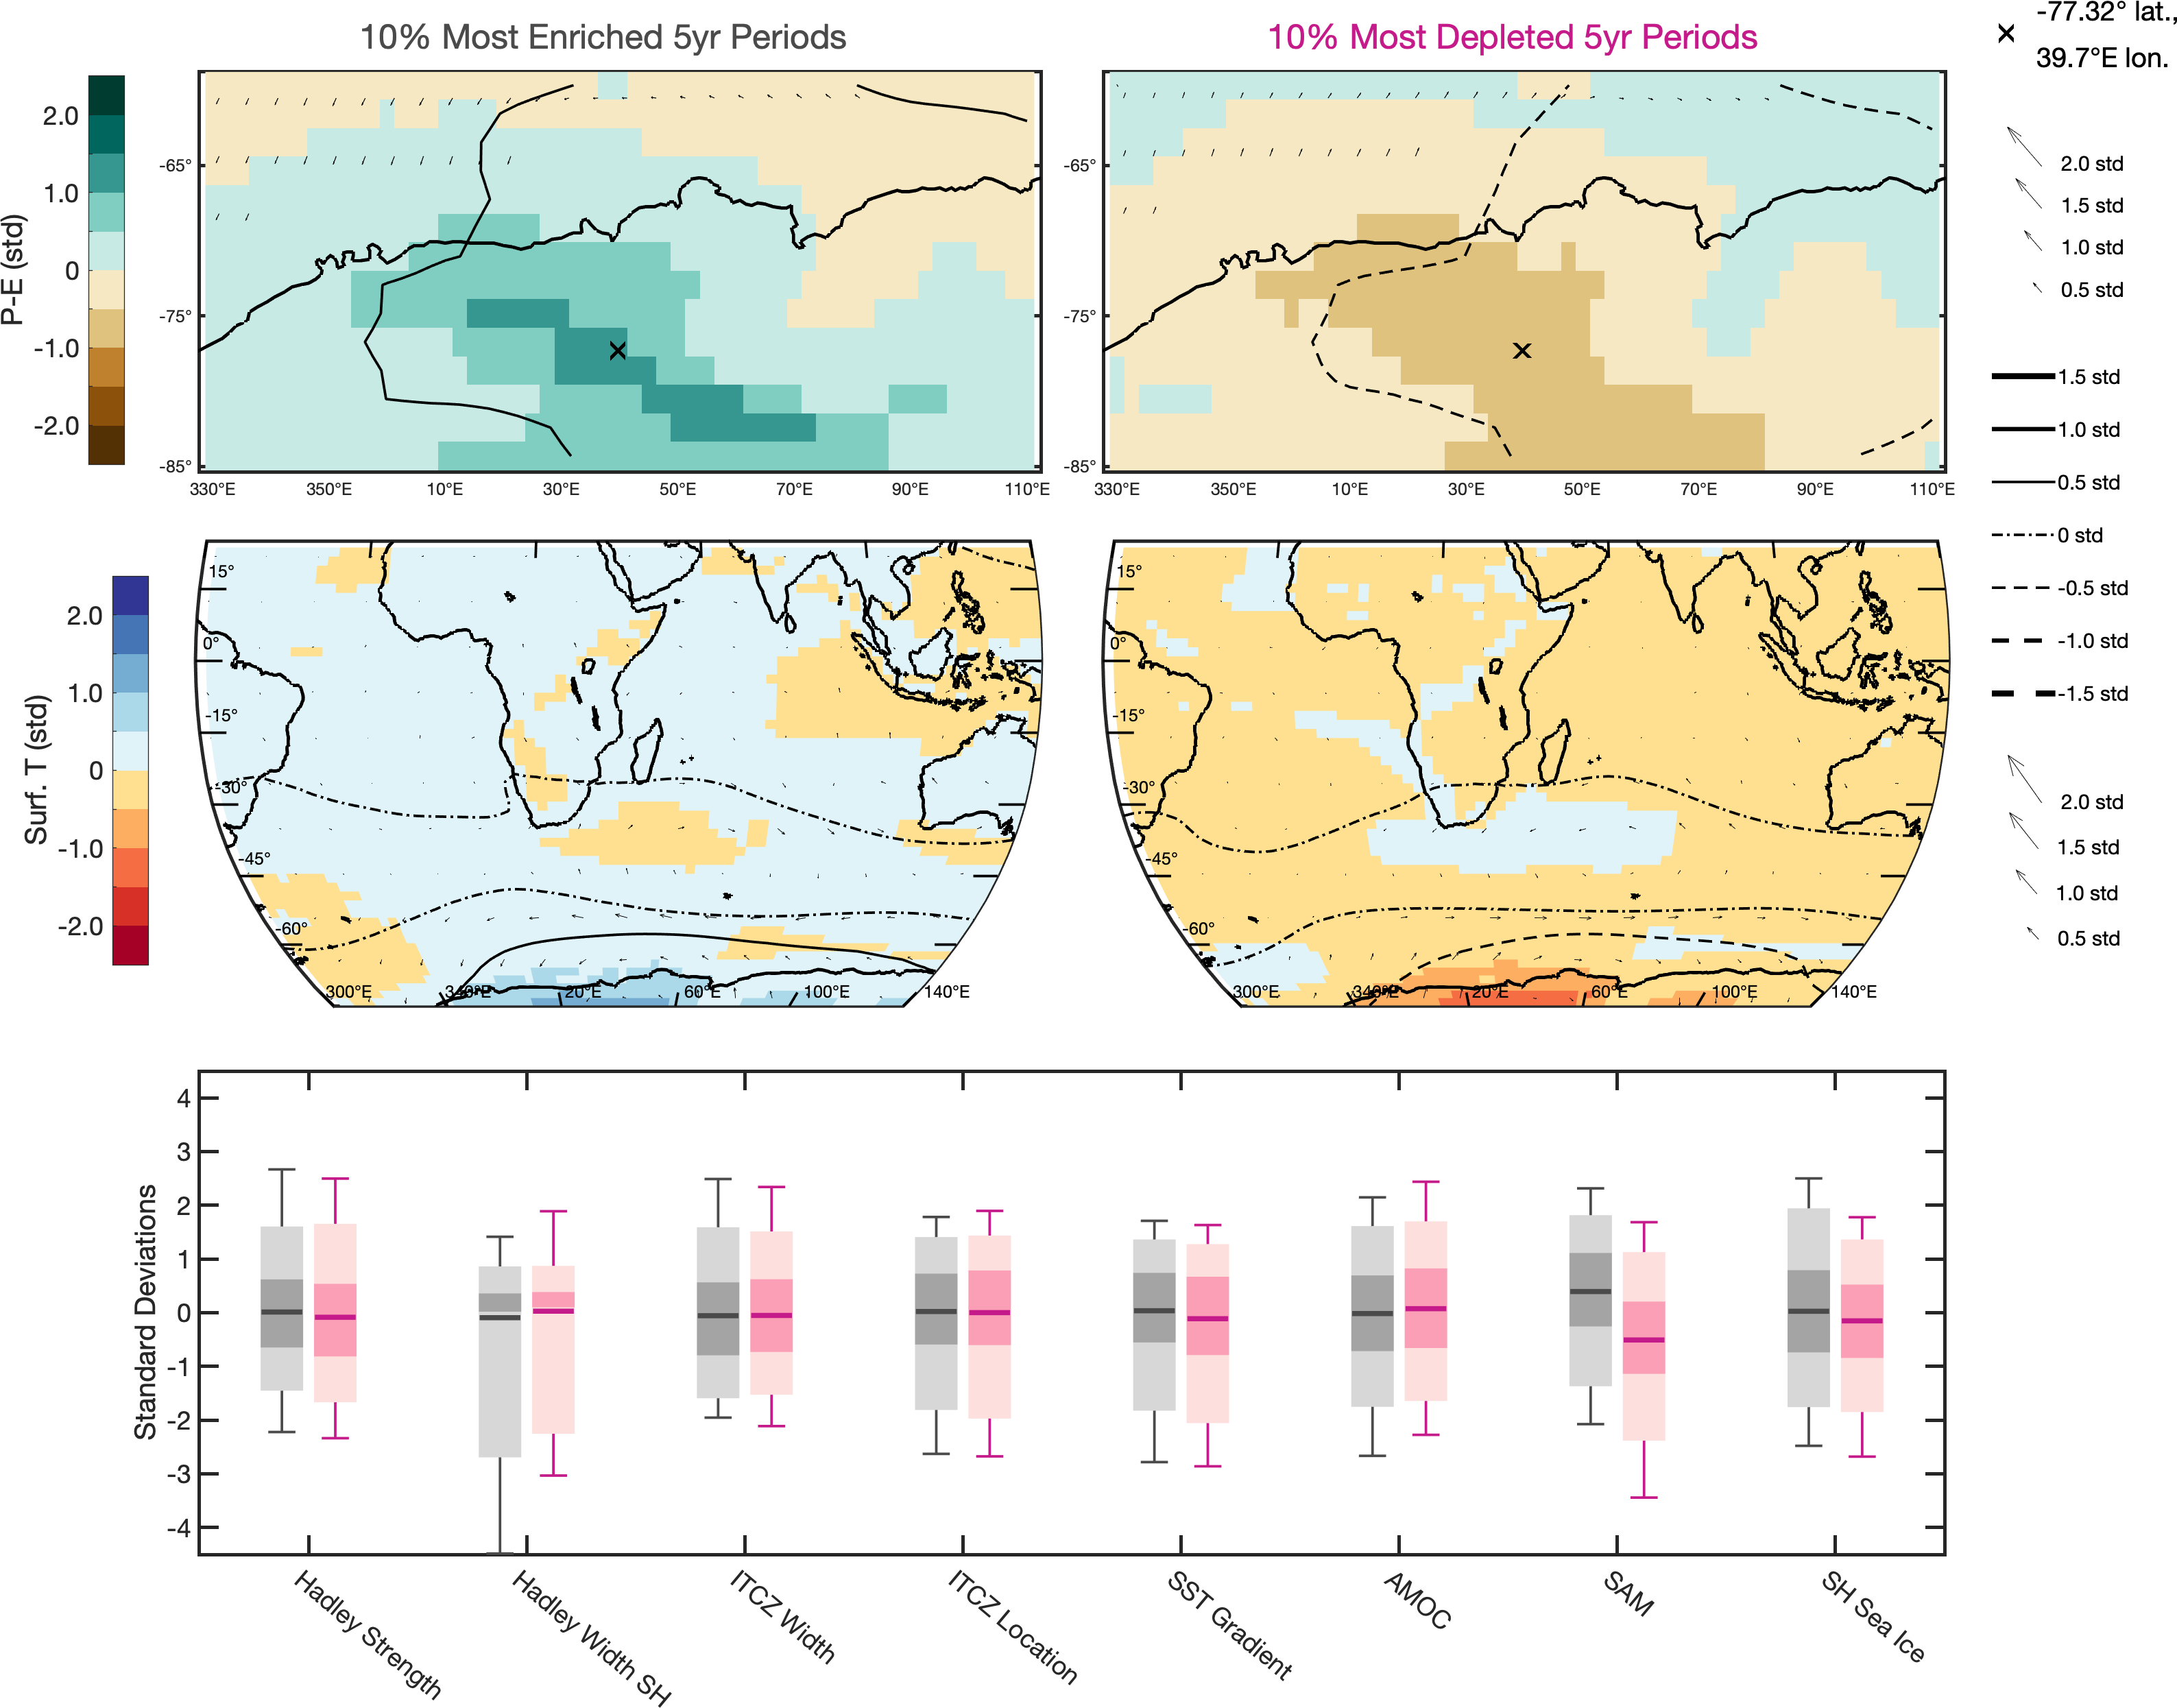 10% Most Enriched 5yr Periods
10% Most Depleted 5yr Periods
-77.32° lat.,
39.7°E lon.
P-E (std)
2.0
1.0
0
-1.0
-2.0
-65°
-75°
-85°
330°E 350°E 10°E 30°E 50°E 70°E 90°E 110°E
-65°
-75°
-85°
330°E 350°E 10°E 30°E 50°E 70°E 90°E 110°E
2.0 std
1.5 std
1.0 std
0.5 std
1.5 std
1.0 std
0.5 std
0 std
-0.5 std
-1.0 std
-1.5 std
2.0 std
1.5 std
1.0 std
0.5 std
Surf. T (std)
2.0
1.0
0
-1.0
-2.0
15°
0°
-15°
-30°
-45°
-60°
300°E 340°E 20°E 60°E 100°E 140°E
15°
0°
-15°
-30°
-45°
-60°
300°E 340°E 20°E 60°E 100°E 140°E
Standard Deviations
4
3
2
1
0
-1
-2
-3
-4
Hadley Strength
Hadley Width SH
ITCZ Width
ITCZ Location
SST Gradient
AMOC
SAM
SH Sea Ice